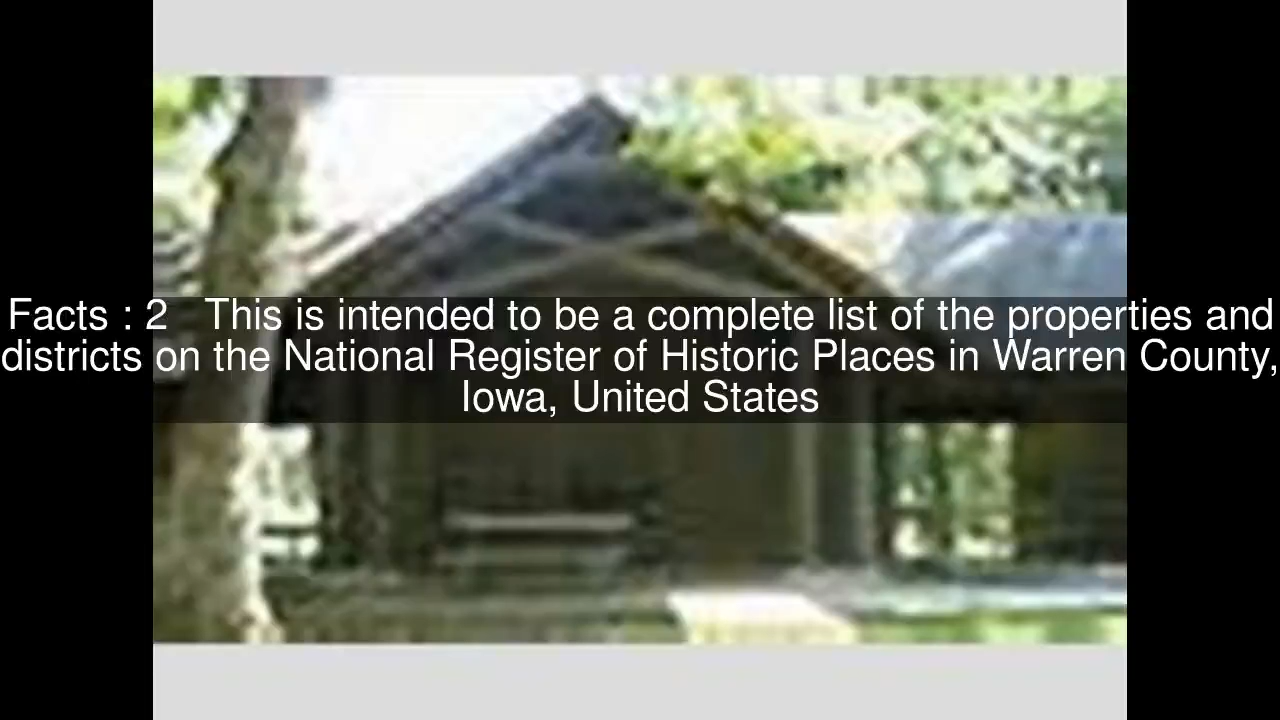 Facts : 2   This is intended to be a complete list of the properties and
districts on the National Register of Historic Places in Warren County,
Iowa, United States